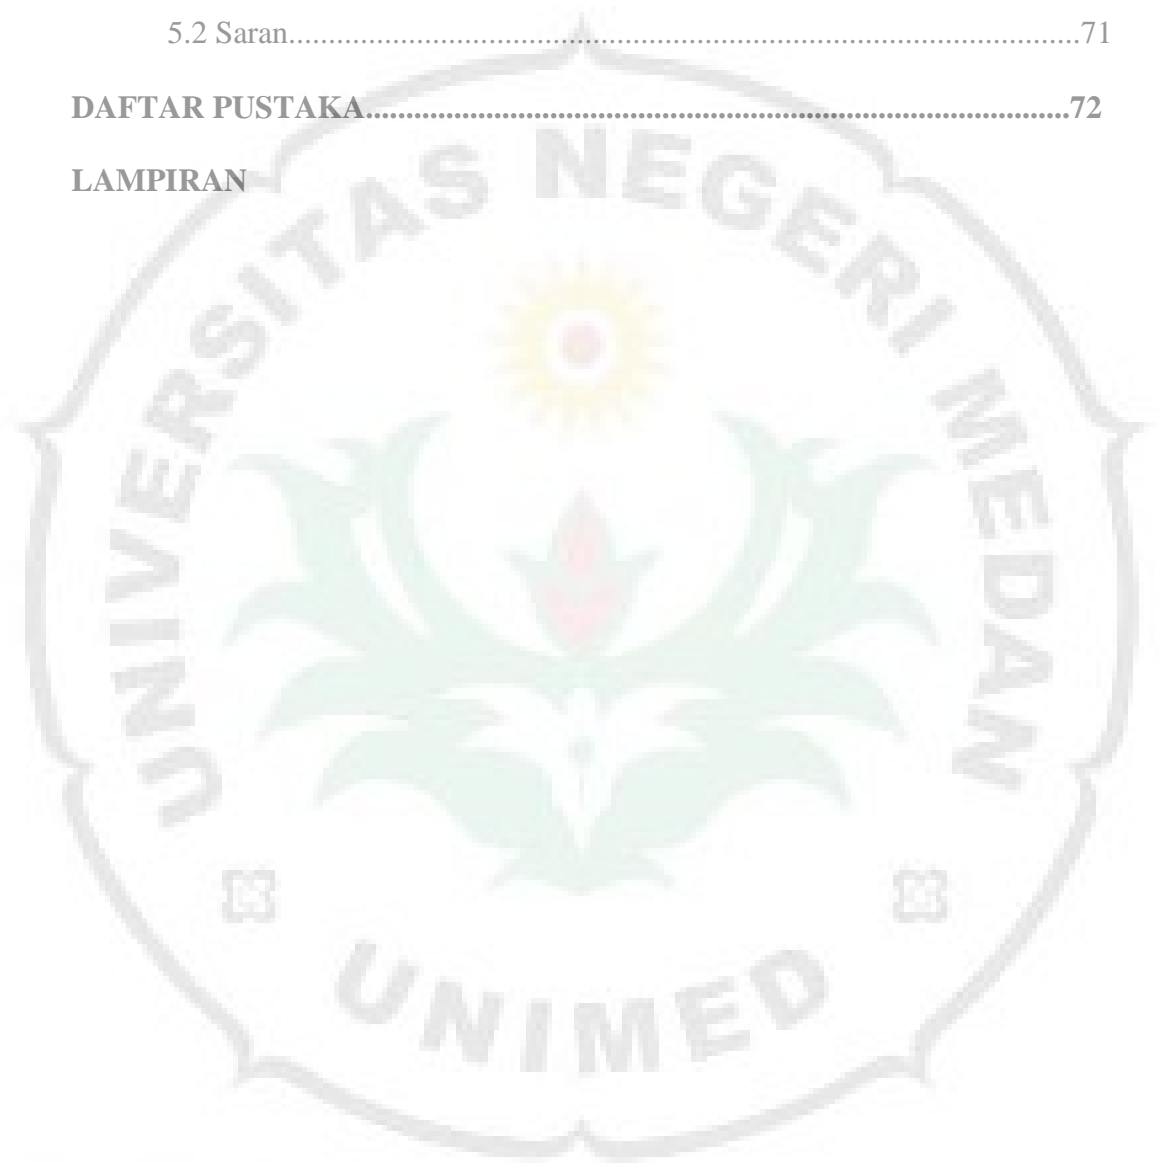 5.2 Saran...................................................................................................71
DAFTAR PUSTAKA........................................................................................72
LAMPIRAN
UNIVERSITAS NEGERI MEDAN
UNIMED